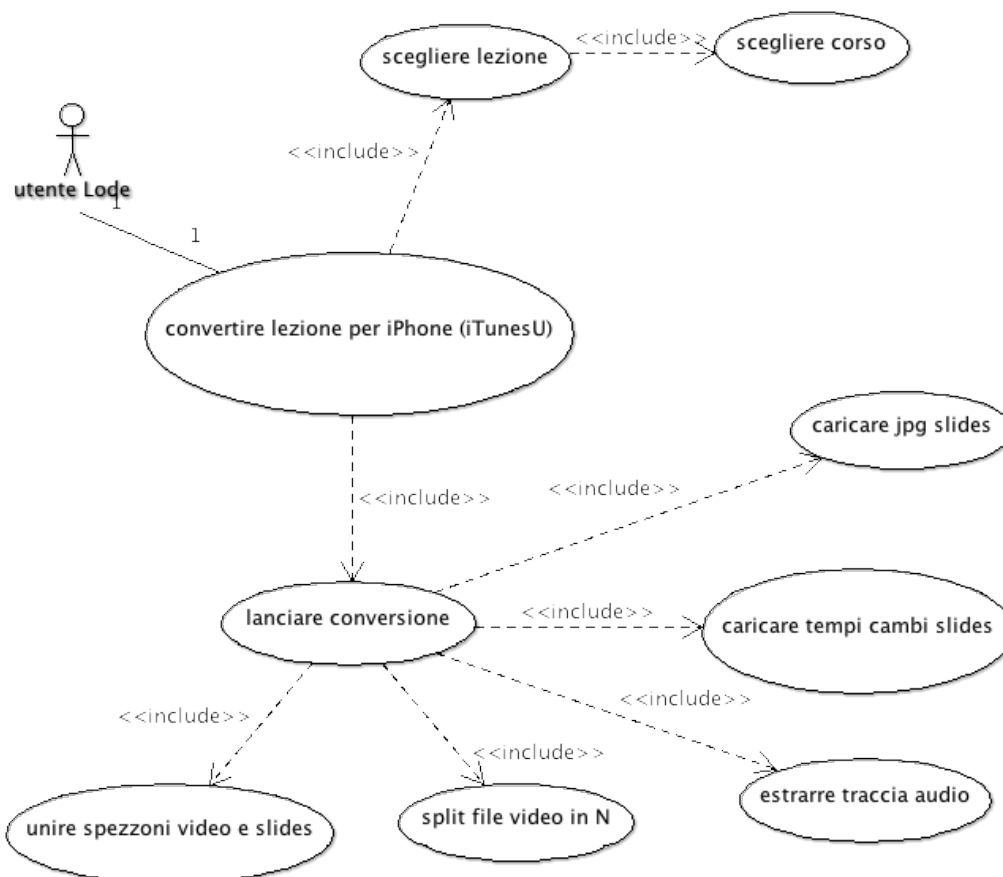 scegliere lezione
<<include>>
scegliere corso
<<include>>
utente Lode
1
1
convertire lezione per iPhone (iTunesU)
caricare jpg slides
<<include>>
<<include>>
lanciare conversione
<<include>>
caricare tempi cambi slides
<<include>>
<<include>>
<<include>>
estrarre traccia audio
unire spezzoni video e slides
split file video in N